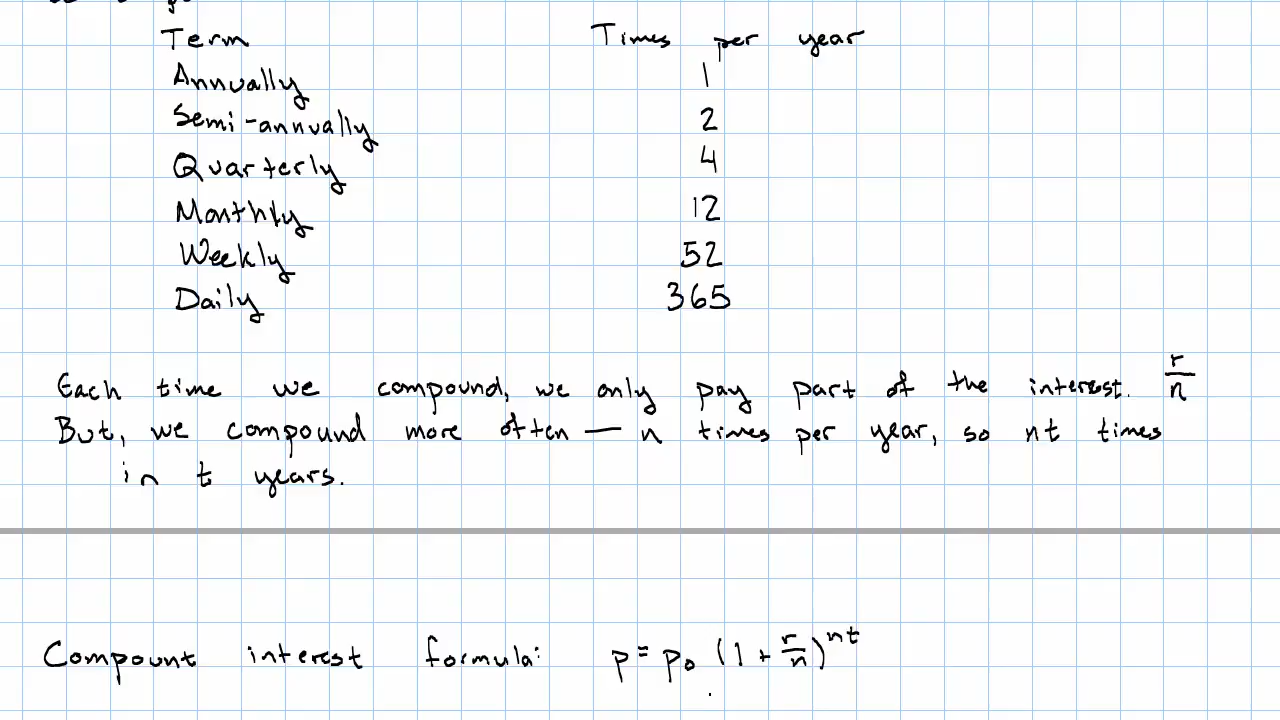 Term Times per year
Annually 1
Semi-annually 2
Quarterly 4
Monthly 12
Weekly 52
Daily 365
Each time we compound, we only pay part of the interest. r/n
But, we compound more often — n times per year, so nt times
in t years.
Compount interest formula: p = p₀ (1 + r/n)^nt